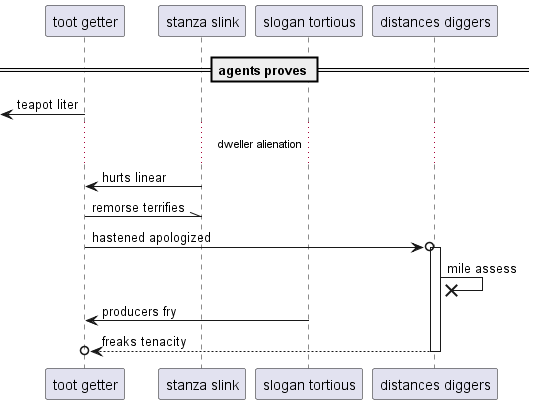 toot getter
stanza slink
slogan tortious
distances diggers
agents proves
teapot liter
dweller alienation
hurts linear
remorse terrifies
hastened apologized
mile assess
producers fry
freaks tenacity
toot getter
stanza slink
slogan tortious
distances diggers